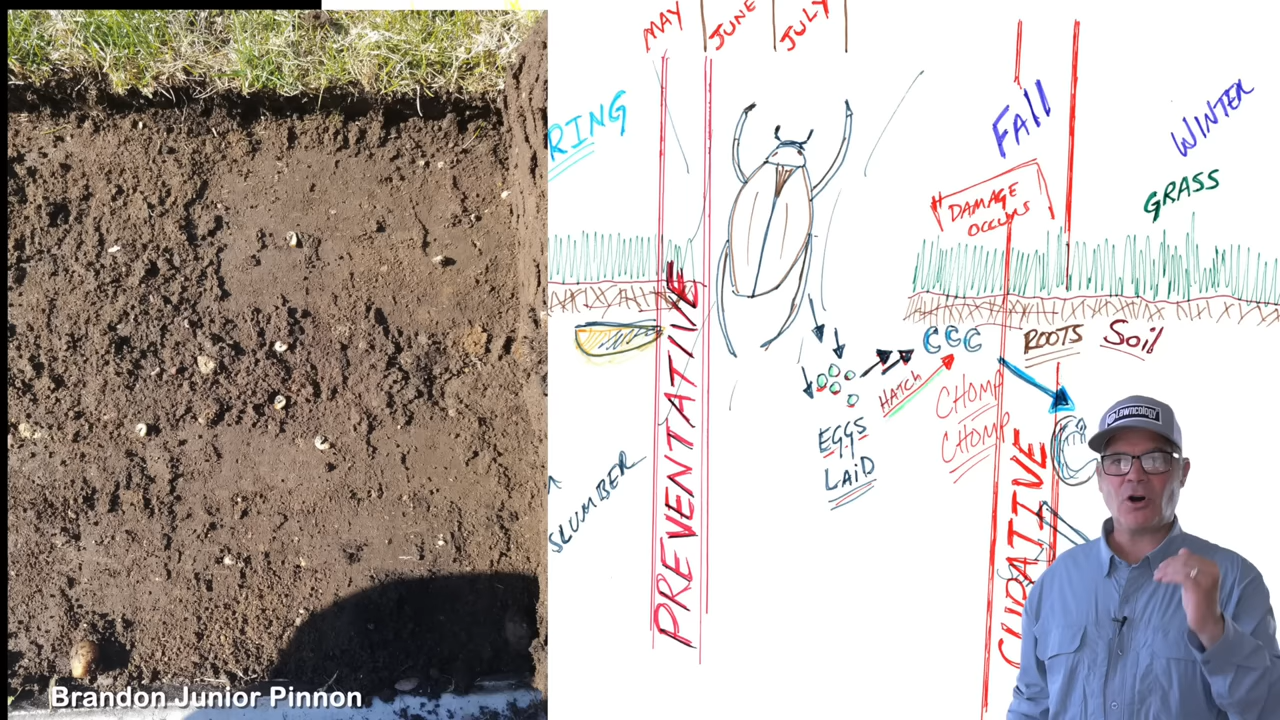 MAY
JUNE
JULY
RING
FALL
WINTER
DAMAGE
OCCURS
GRASS
PREVENTATIVE
ROOTS
SOIL
HATCH
CHOMP
CHOMP
EGGS
LAID
SLUMBER
Lawncology
Brandon Junior Pinnon